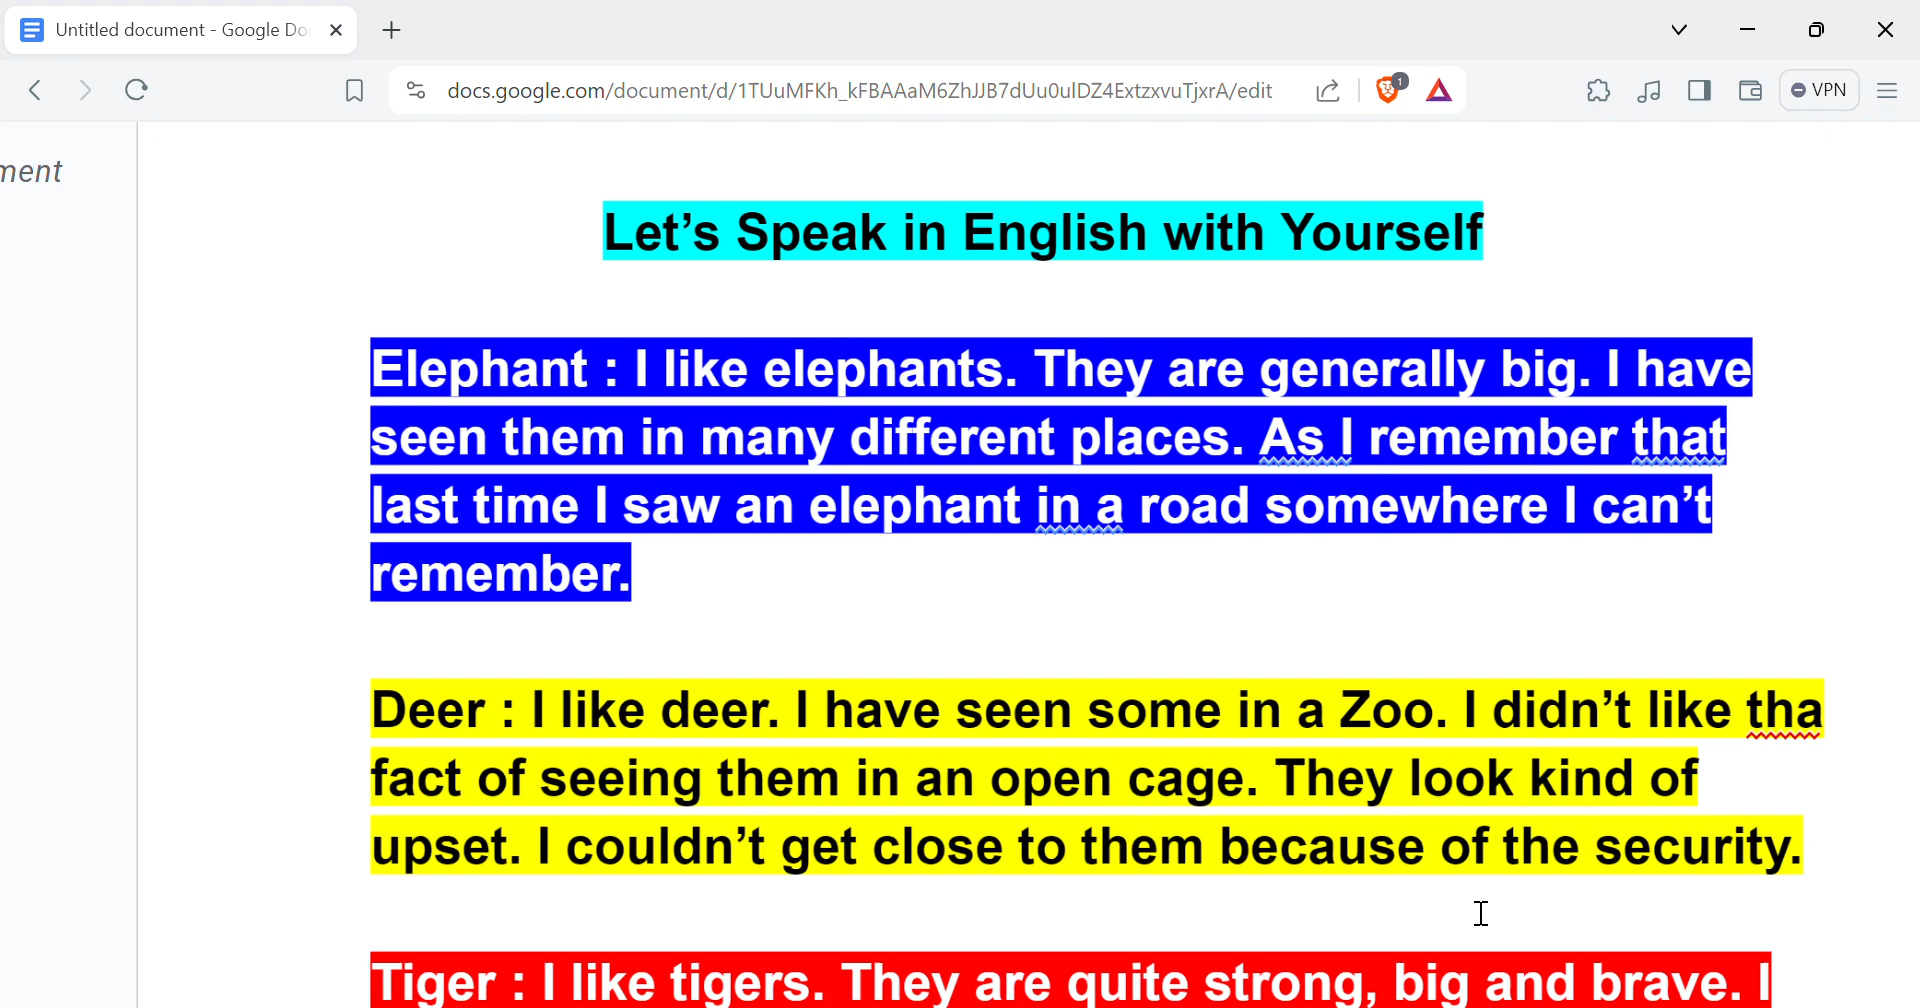 Untitled document - Google Do
docs.google.com/document/d/1TUuMFKh_kFBAAaM6ZhJJB7dUu0uIDZ4ExtzxvuTjxrA/edit
1
VPN
ment
Let’s Speak in English with Yourself
Elephant : I like elephants. They are generally big. I have
seen them in many different places. As I remember that
last time I saw an elephant in a road somewhere I can’t
remember.
Deer : I like deer. I have seen some in a Zoo. I didn’t like tha
fact of seeing them in an open cage. They look kind of
upset. I couldn’t get close to them because of the security.
Tiger : I like tigers. They are quite strong, big and brave. I